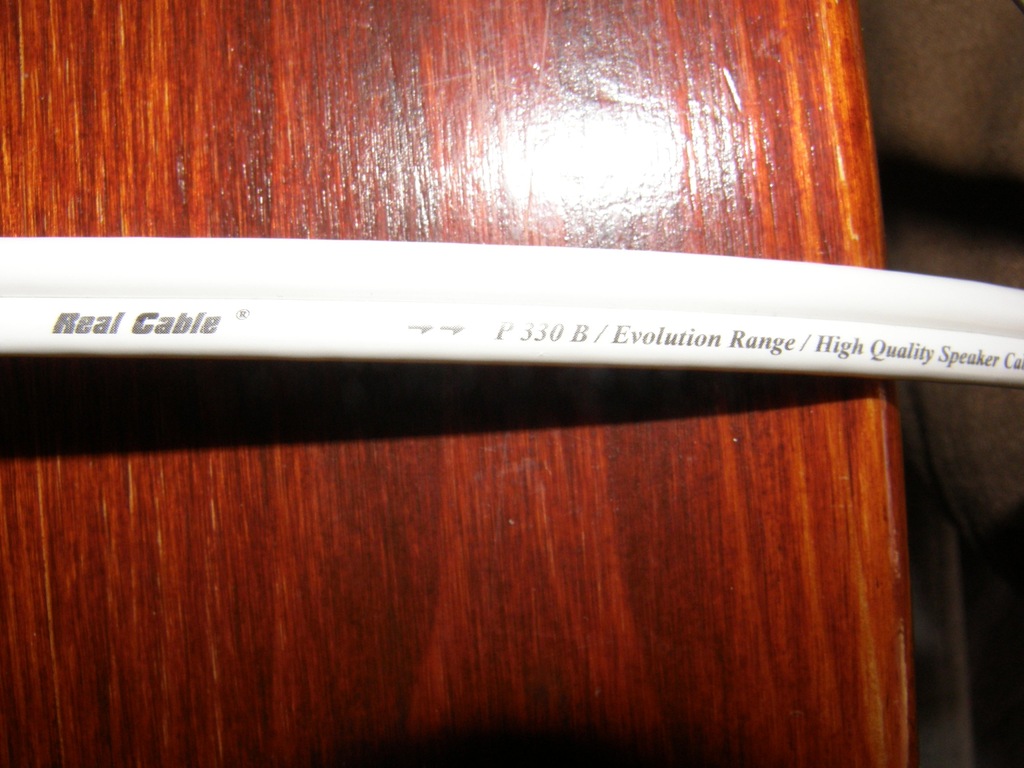 Real Cable ® →→ P 330 B / Evolution Range / High Quality Speaker